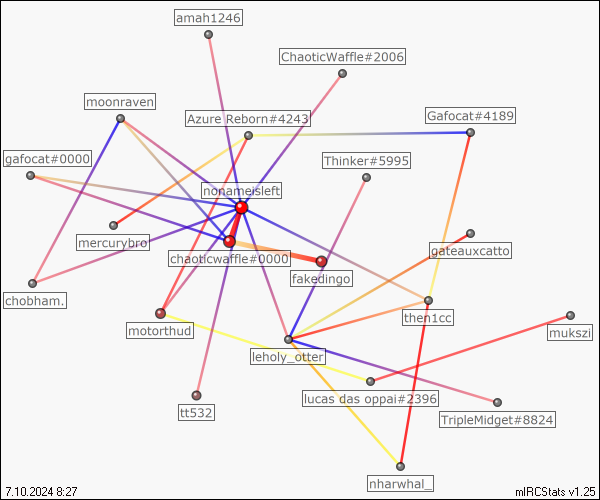 amah1246
ChaoticWaffle#2006
moonraven
Azure Reborn#4243
Gafocat#4189
gafocat#0000
Thinker#5995
nonameisleft
mercurybro
chaoticwaffle#0000
gateauxcatto
fakedingo
chobham.
motorthud
then1cc
mukszi
leholy_otter
lucas das oppai#2396
tt532
TripleMidget#8824
nharwhal_
7.10.2024 8:27
mIRCStats v1.25